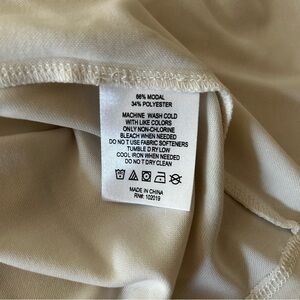 66% MODAL
34% POLYESTER
MACHINE WASH COLD
WITH LIKE COLORS
ONLY NON-CHLORINE
BLEACH WHEN NEEDED
DO NOT USE FABRIC SOFTENERS
TUMBLE DRY LOW
COOL IRON WHEN NEEDED
DO NOT DRY CLEAN
MADE IN CHINA
RN#: 102019